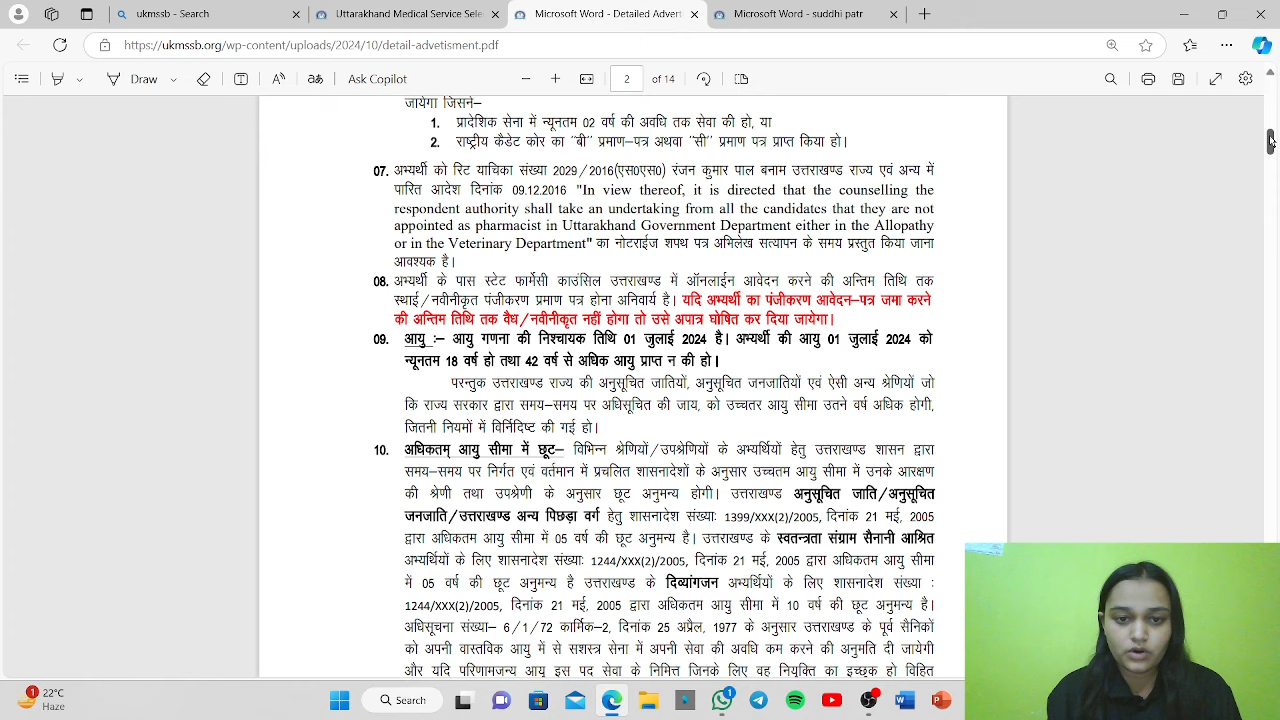 ukmssb - Search
Uttarakhand Medical Service Selec
Microsoft Word - Detailed Advert
Microsoft Word - suddhi patr
https://ukmssb.org/wp-content/uploads/2024/10/detail-advetisment.pdf
Draw
Ask Copilot
2 of 14
जायेगा जिसने–
1. प्रादेशिक सेना में न्यूनतम 02 वर्ष की अवधि तक सेवा की हो, या
2. राष्ट्रीय कैडेट कोर का "बी" प्रमाण–पत्र अथवा "सी" प्रमाण पत्र प्राप्त किया हो।
07. अभ्यर्थी को रिट याचिका संख्या 2029/2016(एस0एस0) रंजन कुमार पाल बनाम उत्तराखण्ड राज्य एवं अन्य में
पारित आदेश दिनांक 09.12.2016 "In view thereof, it is directed that the counselling the
respondent authority shall take an undertaking from all the candidates that they are not
appointed as pharmacist in Uttarakhand Government Department either in the Allopathy
or in the Veterinary Department" का नोटराईज शपथ पत्र अभिलेख सत्यापन के समय प्रस्तुत किया जाना
आवश्यक है।
08. अभ्यर्थी के पास स्टेट फार्मेसी काउंसिल उत्तराखण्ड में ऑनलाईन आवेदन करने की अन्तिम तिथि तक
स्थाई/नवीनीकृत पंजीकरण प्रमाण पत्र होना अनिवार्य है। यदि अभ्यर्थी का पंजीकरण आवेदन–पत्र जमा करने
की अन्तिम तिथि तक वैध/नवीनीकृत नहीं होगा तो उसे अपात्र घोषित कर दिया जायेगा।
09. आयु :– आयु गणना की निश्चायक तिथि 01 जुलाई 2024 है। अभ्यर्थी की आयु 01 जुलाई 2024 को
न्यूनतम 18 वर्ष हो तथा 42 वर्ष से अधिक आयु प्राप्त न की हो।
परन्तुक उत्तराखण्ड राज्य की अनुसूचित जातियों, अनुसूचित जनजातियों एवं ऐसी अन्य श्रेणियों जो
कि राज्य सरकार द्वारा समय–समय पर अधिसूचित की जाय, को उच्चतर आयु सीमा उतने वर्ष अधिक होगी,
जितनी नियमों में विर्निदिष्ट की गई हो।
10. अधिकतम् आयु सीमा में छूट– विभिन्न श्रेणियों/उपश्रेणियों के अभ्यर्थियों हेतु उत्तराखण्ड शासन द्वारा
समय–समय पर निर्गत एवं वर्तमान में प्रचलित शासनादेशों के अनुसार उच्चतम आयु सीमा में उनके आरक्षण
की श्रेणी तथा उपश्रेणी के अनुसार छूट अनुमन्य होगी। उत्तराखण्ड अनुसूचित जाति/अनुसूचित
जनजाति/उत्तराखण्ड अन्य पिछड़ा वर्ग हेतु शासनादेश संख्याः 1399/XXX(2)/2005, दिनांक 21 मई, 2005
द्वारा अधिकतम आयु सीमा में 05 वर्ष की छूट अनुमन्य है। उत्तराखण्ड के स्वतन्त्रता संग्राम सैनानी आश्रित
अभ्यर्थियों के लिए शासनादेश संख्याः 1244/XXX(2)/2005, दिनांक 21 मई, 2005 द्वारा अधिकतम आयु सीमा
में 05 वर्ष की छूट अनुमन्य है उत्तराखण्ड के दिव्यांगजन अभ्यर्थियों के लिए शासनादेश संख्या :
1244/XXX(2)/2005, दिनांक 21 मई, 2005 द्वारा अधिकतम आयु सीमा में 10 वर्ष की छूट अनुमन्य है।
अधिसूचना संख्या– 6/1/72 कार्मिक–2, दिनांक 25 अप्रैल, 1977 के अनुसार उत्तराखण्ड के पूर्व सैनिकों
को अपनी वास्तविक आयु में से सशस्त्र सेना में अपनी सेवा की अवधि कम करने की अनुमति दी जायेगी
और यदि परिणामजन्य आयु इस पद सेवा के निमित्त जिनके लिए वह नियुक्ति का इच्छुक हो विहित
1
22°C
Haze
Search
1